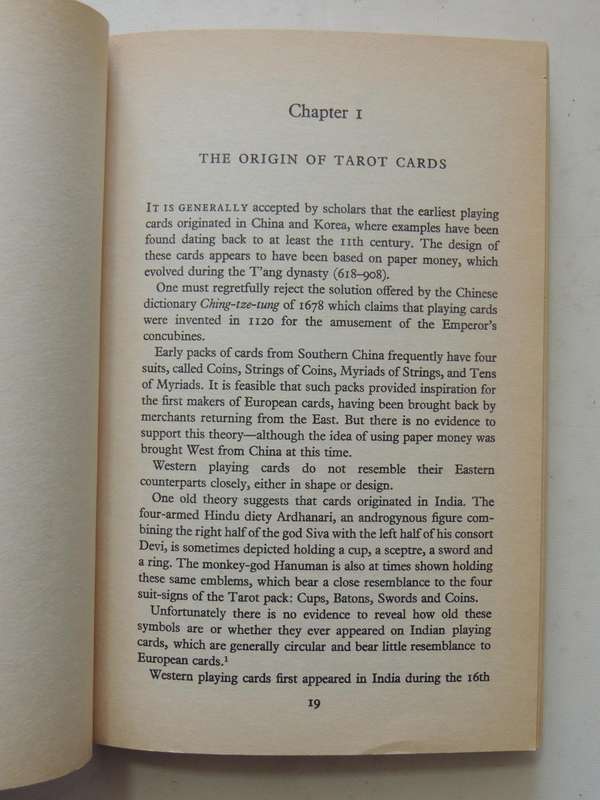 Chapter 1
THE ORIGIN OF TAROT CARDS
IT IS GENERALLY accepted by scholars that the earliest playing
cards originated in China and Korea, where examples have been
found dating back to at least the 11th century. The design of
these cards appears to have been based on paper money, which
evolved during the T'ang dynasty (618–908).
One must regretfully reject the solution offered by the Chinese
dictionary Ching-tze-tung of 1678 which claims that playing cards
were invented in 1120 for the amusement of the Emperor's
concubines.
Early packs of cards from Southern China frequently have four
suits, called Coins, Strings of Coins, Myriads of Strings, and Tens
of Myriads. It is feasible that such packs provided inspiration for
the first makers of European cards, having been brought back by
merchants returning from the East. But there is no evidence to
support this theory—although the idea of using paper money was
brought West from China at this time.
Western playing cards do not resemble their Eastern
counterparts closely, either in shape or design.
One old theory suggests that cards originated in India. The
four-armed Hindu diety Ardhanari, an androgynous figure com-
bining the right half of the god Siva with the left half of his consort
Devi, is sometimes depicted holding a cup, a sceptre, a sword and
a ring. The monkey-god Hanuman is also at times shown holding
these same emblems, which bear a close resemblance to the four
suit-signs of the Tarot pack: Cups, Batons, Swords and Coins.
Unfortunately there is no evidence to reveal how old these
symbols are or whether they ever appeared on Indian playing
cards, which are generally circular and bear little resemblance to
European cards.¹
Western playing cards first appeared in India during the 16th
19